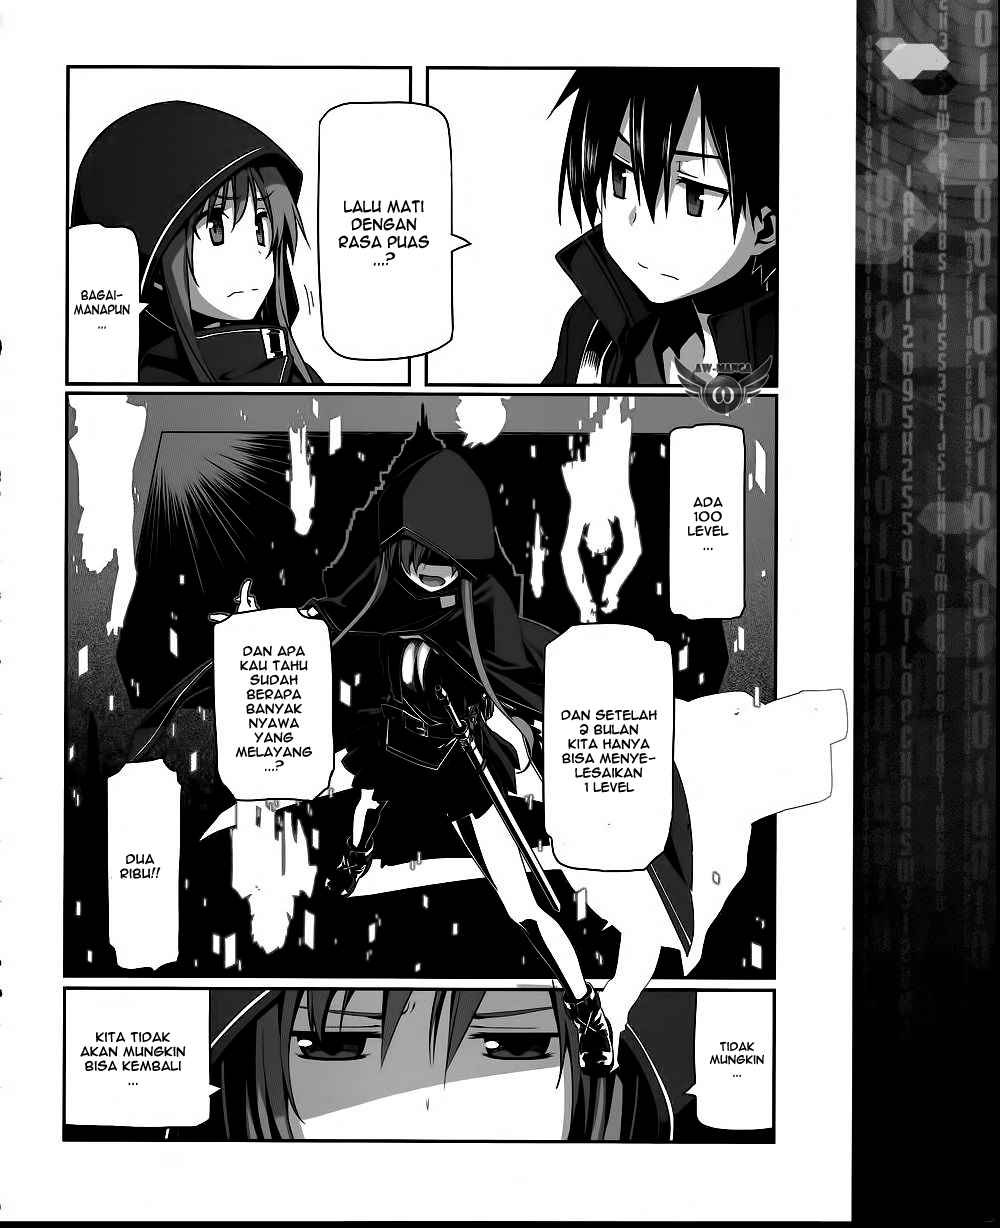 LALU MATI
DENGAN
RASA PUAS
...?
BAGAI-
MANAPUN
...
AW-MANGA
ADA
100
LEVEL
...
DAN SETELAH
2 BULAN
KITA HANYA
BISA MENYE-
LESAIKAN
1 LEVEL
DAN APA
KAU TAHU
SUDAH
BERAPA
BANYAK
NYAWA
YANG
MELAYANG
...?
DUA
RIBU!!
TIDAK
MUNGKIN
...
KITA TIDAK
AKAN MUNGKIN
BISA KEMBALI
...